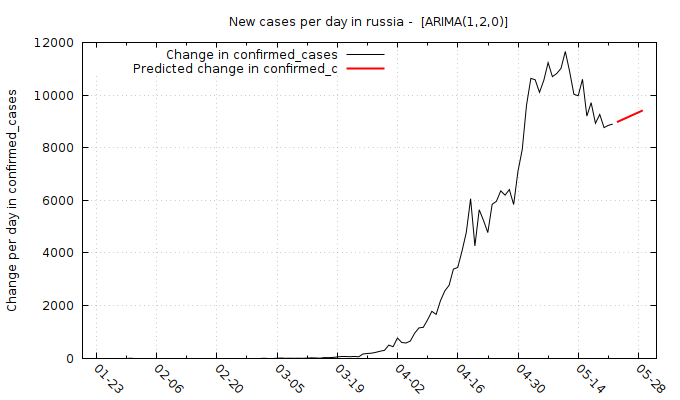 New cases per day in russia -  [ARIMA(1,2,0)]
Change in confirmed_cases
Predicted change in confirmed_c
Change per day in confirmed_cases
12000
10000
8000
6000
4000
2000
0
01-23 02-06 02-20 03-05 03-19 04-02 04-16 04-30 05-14 05-28